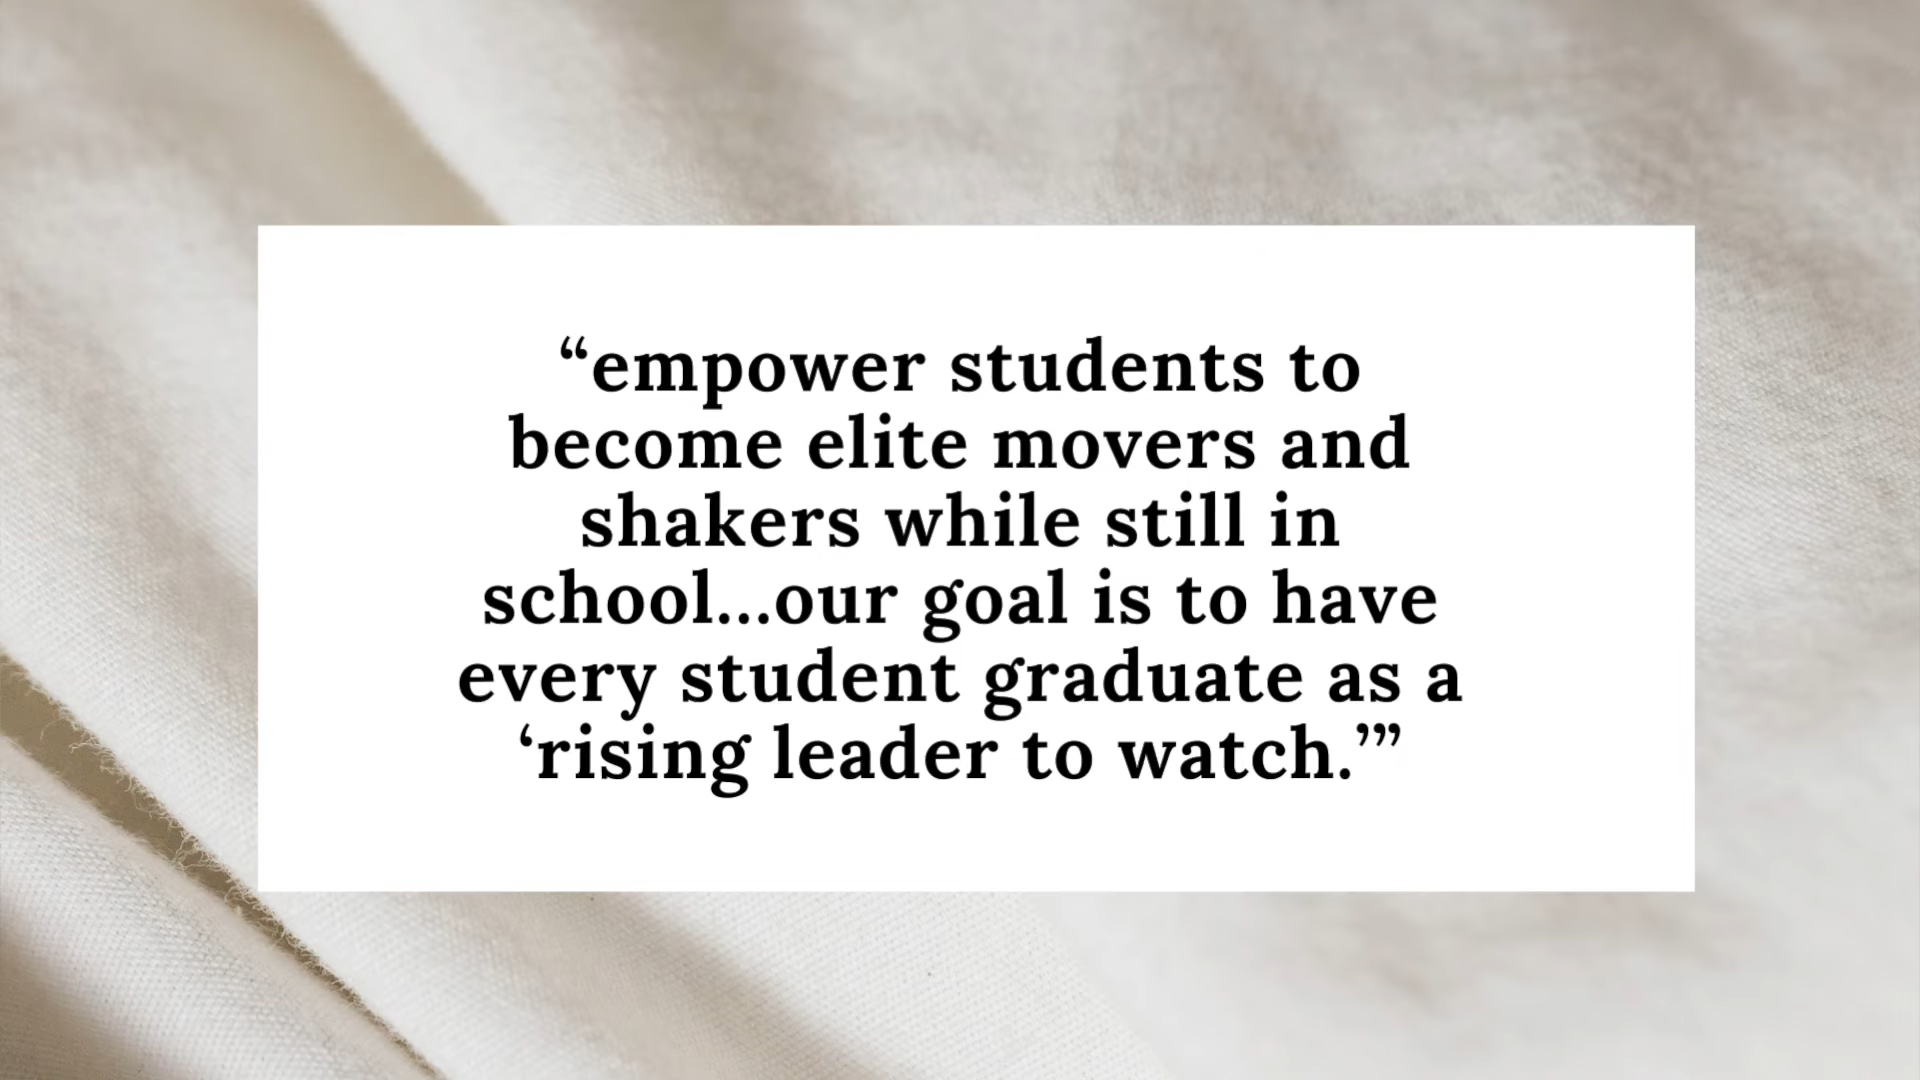 “empower students to
become elite movers and
shakers while still in
school...our goal is to have
every student graduate as a
‘rising leader to watch.’”